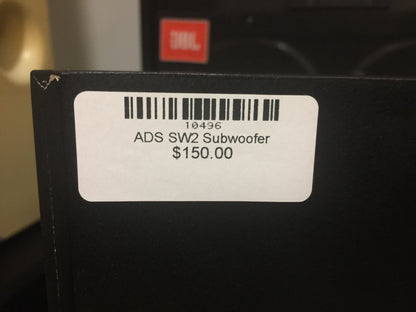 JBL
10496
ADS SW2 Subwoofer
$150.00